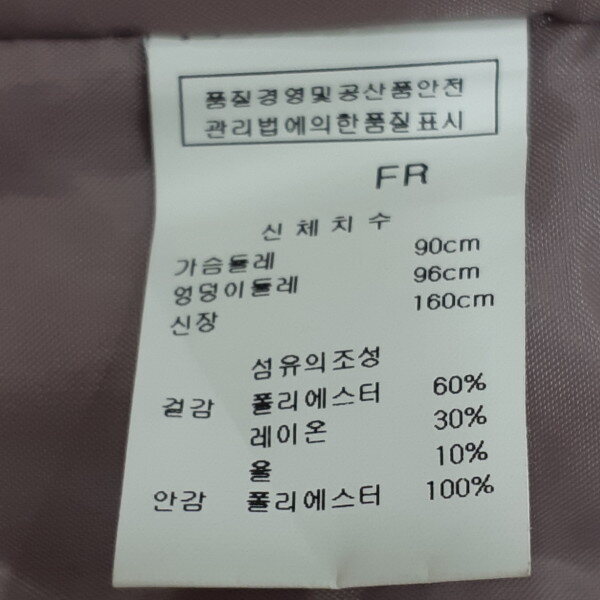 품질경영및공산품안전
관리법에의한품질표시
FR
신체치수
가슴둘레 90cm
엉덩이둘레 96cm
신장 160cm
섬유의조성
겉감 폴리에스터 60%
레이온 30%
울 10%
안감 폴리에스터 100%